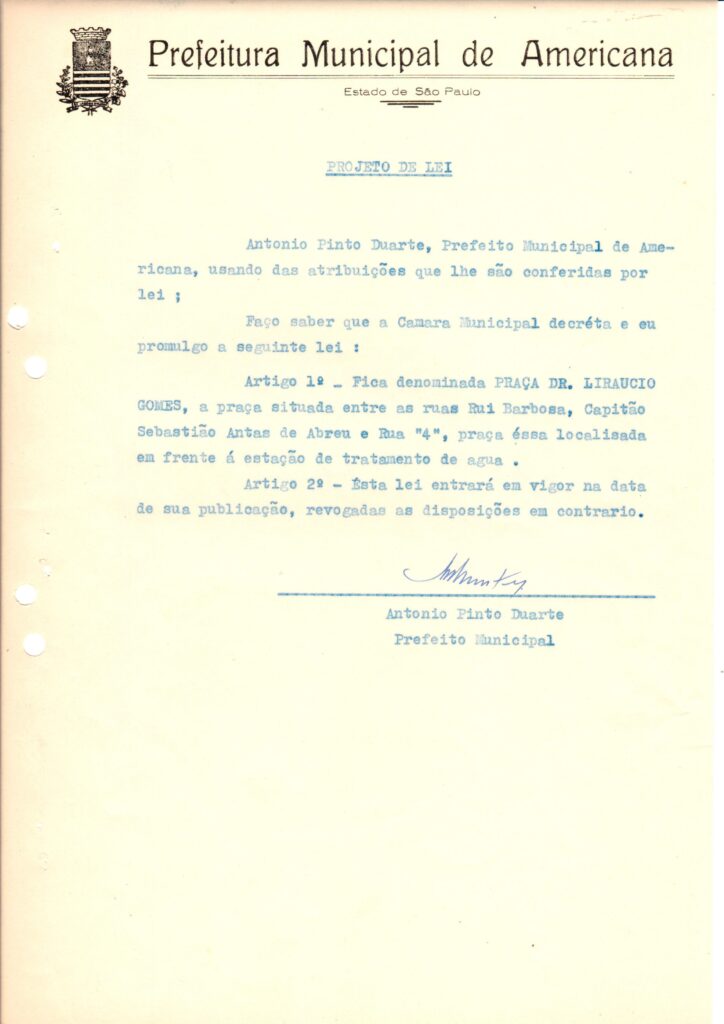 Prefeitura Municipal de Americana
Estado de São Paulo
PROJETO DE LEI
Antonio Pinto Duarte, Prefeito Municipal de Ame-
ricana, usando das atribuições que lhe são conferidas por
lei ;
Faço saber que a Camara Municipal decréta e eu
promulgo a seguinte lei :
Artigo 1º - Fica denominada PRAÇA DR. LIRAUCIO
GOMES, a praça situada entre as ruas Rui Barbosa, Capitão
Sebastião Antas de Abreu e Rua "4", praça éssa localisada
em frente á estação de tratamento de agua .
Artigo 2º - Ésta lei entrará em vigor na data
de sua publicação, revogadas as disposições em contrario.
Antonio Pinto Duarte
Prefeito Municipal